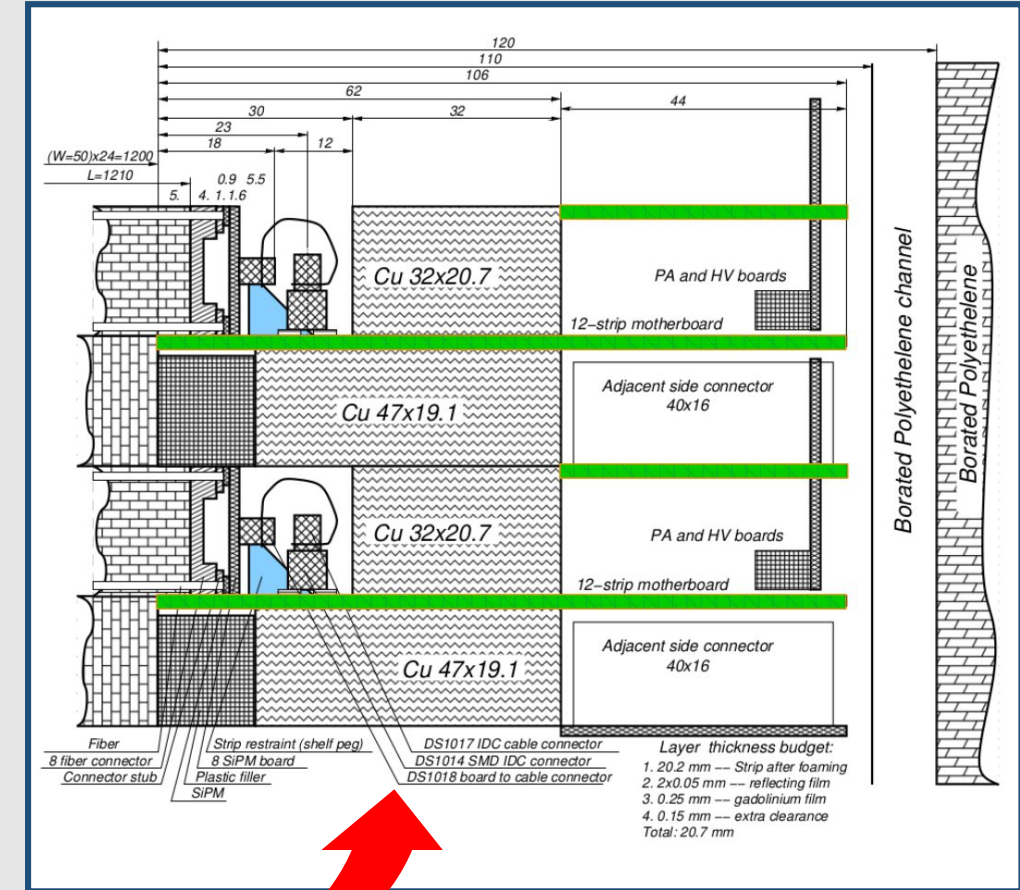 120
110
106
62
44
30
32
23
18
12
(W=50)x24=1200
L=1210
0.9 5.5
5. 4. 1.1.6
Cu 32x20.7
PA and HV boards
12−strip motherboard
Cu 47x19.1
Adjacent side connector
40x16
Cu 32x20.7
PA and HV boards
12−strip motherboard
Cu 47x19.1
Adjacent side connector
40x16
Borated Polyethelene channel
Borated Polyethelene
Fiber
8 fiber connector
Connector stub
Strip restraint (shelf peg)
8 SiPM board
Plastic filler
SiPM
DS1017 IDC cable connector
DS1014 SMD IDC connector
DS1018 board to cable connector
Layer thickness budget:
1. 20.2 mm −− Strip after foaming
2. 2x0.05 mm −− reflecting film
3. 0.25 mm −− gadolinium film
4. 0.15 mm −− extra clearance
Total: 20.7 mm